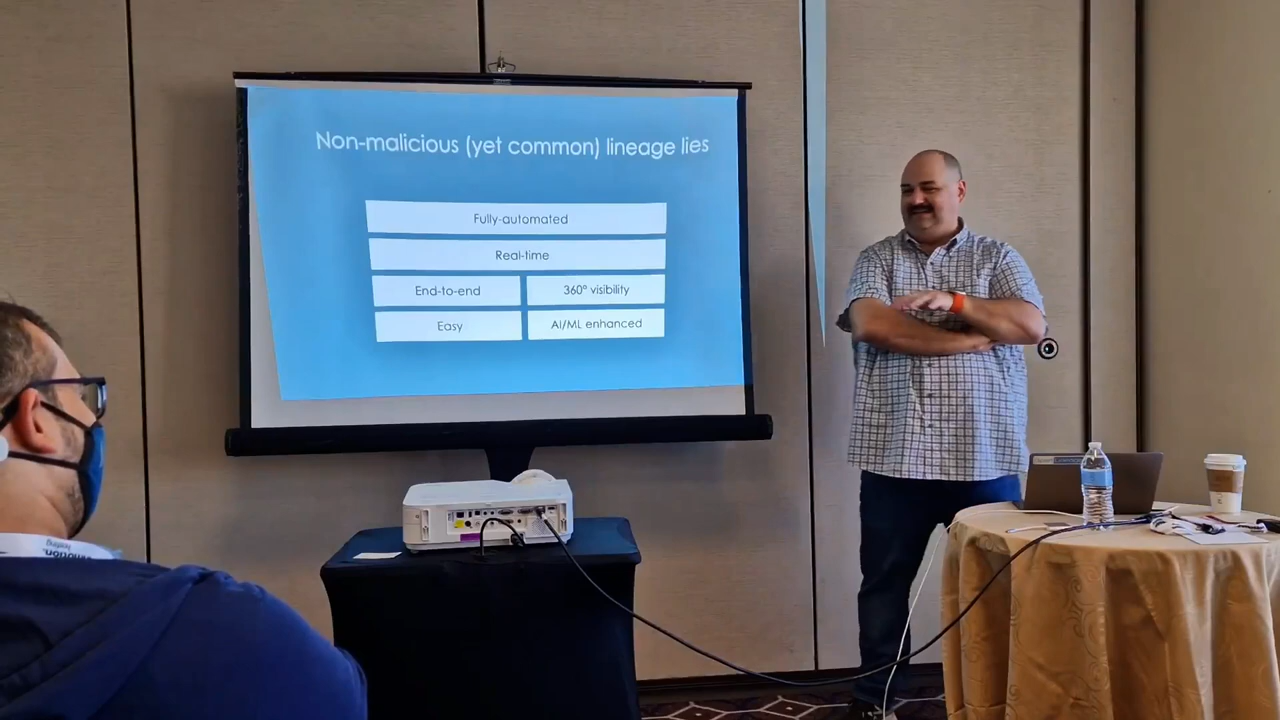 Non-malicious (yet common) lineage lies
Fully-automated
Real-time
End-to-end
360° visibility
Easy
AI/ML enhanced